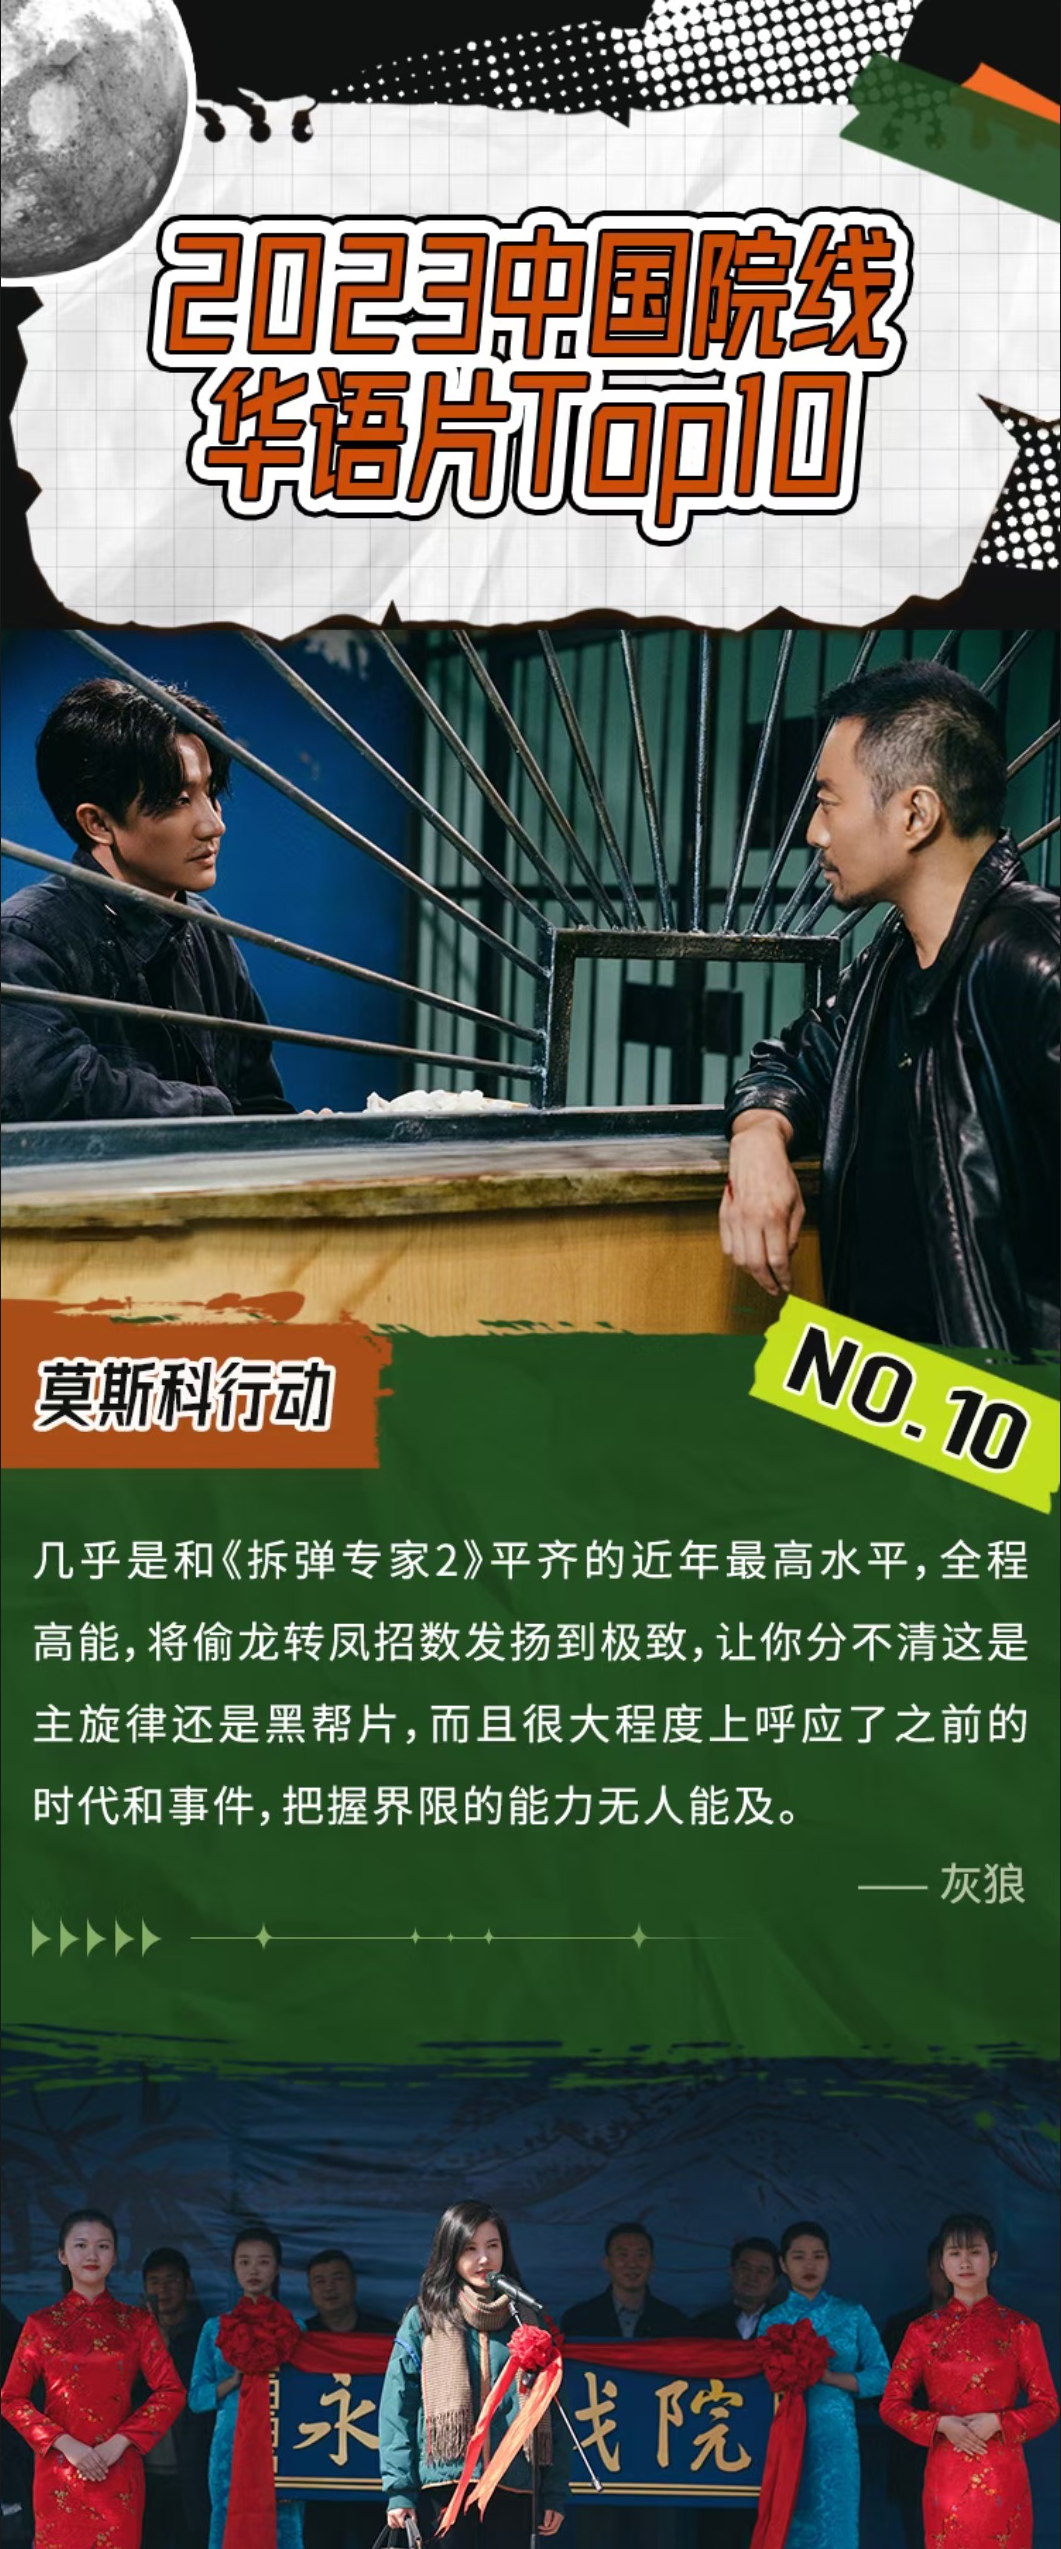 2023中国院线
华语片Top10
莫斯科行动
NO.10
几乎是和《拆弹专家2》平齐的近年最高水平，全程
高能，将偷龙转凤招数发扬到极致，让你分不清这是
主旋律还是黑帮片，而且很大程度上呼应了之前的
时代和事件，把握界限的能力无人能及。
—— 灰狼
永 戏院